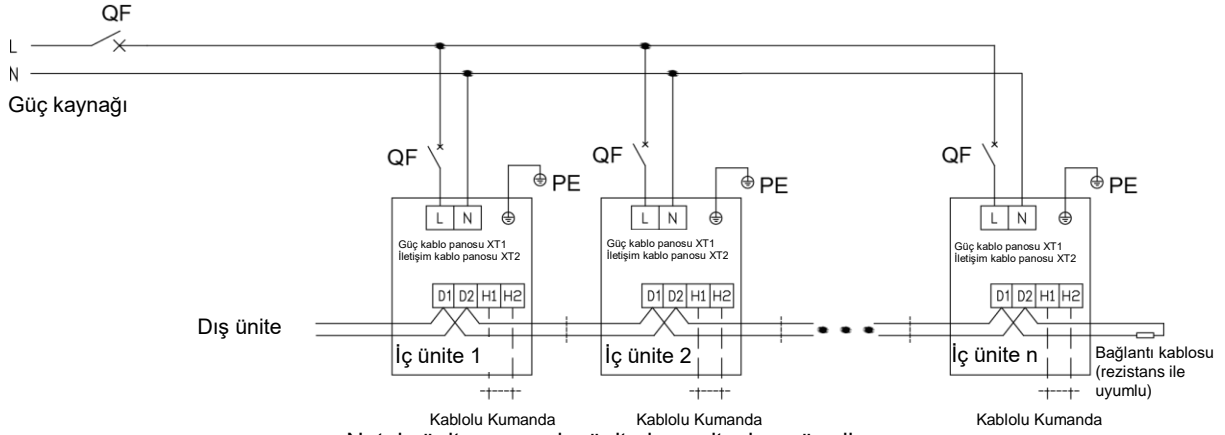 QF
L
N
Güç kaynağı
QF
PE
QF
PE
QF
PE
L N
L N
L N
Güç kablo panosu XT1
İletişim kablo panosu XT2
Güç kablo panosu XT1
İletişim kablo panosu XT2
Güç kablo panosu XT1
İletişim kablo panosu XT2
D1 D2 H1 H2
D1 D2 H1 H2
D1 D2 H1 H2
Dış ünite
İç ünite 1
İç ünite 2
İç ünite n
Bağlantı kablosu
(rezistans ile
uyumlu)
Kablolu Kumanda
Kablolu Kumanda
Kablolu Kumanda